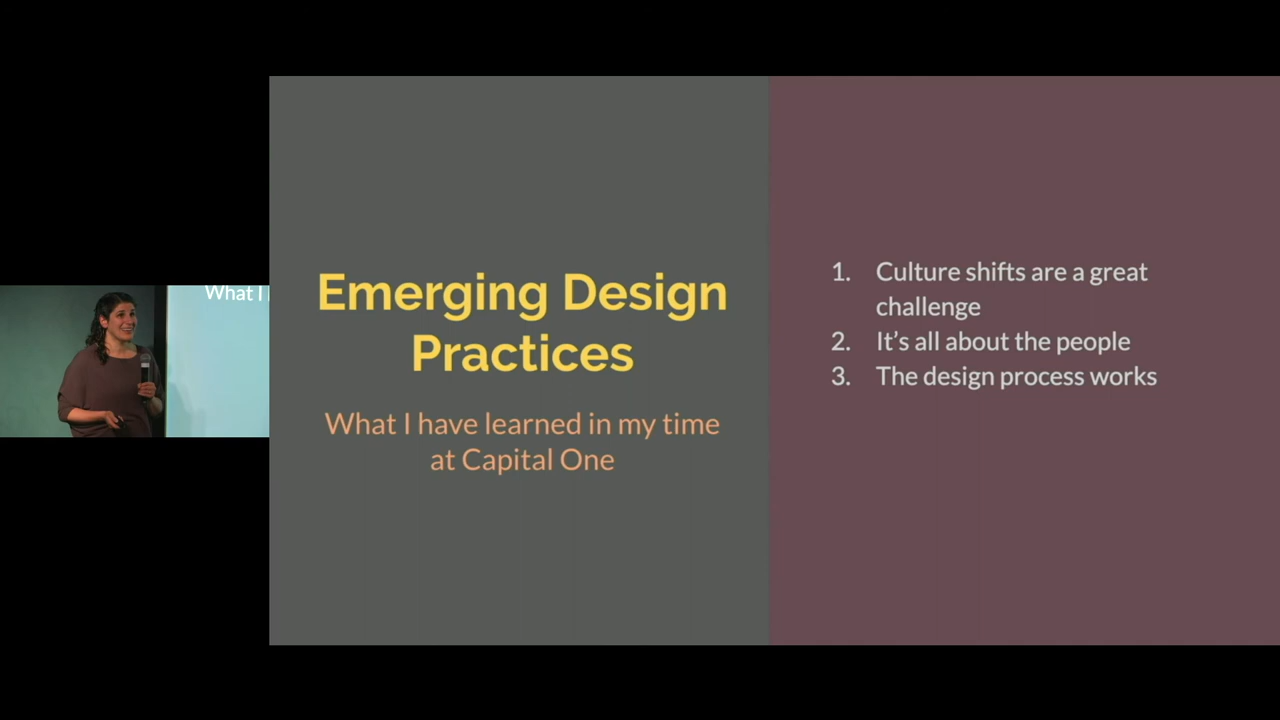 What I
Emerging Design
Practices
What I have learned in my time
at Capital One
1. Culture shifts are a great
challenge
2. It's all about the people
3. The design process works